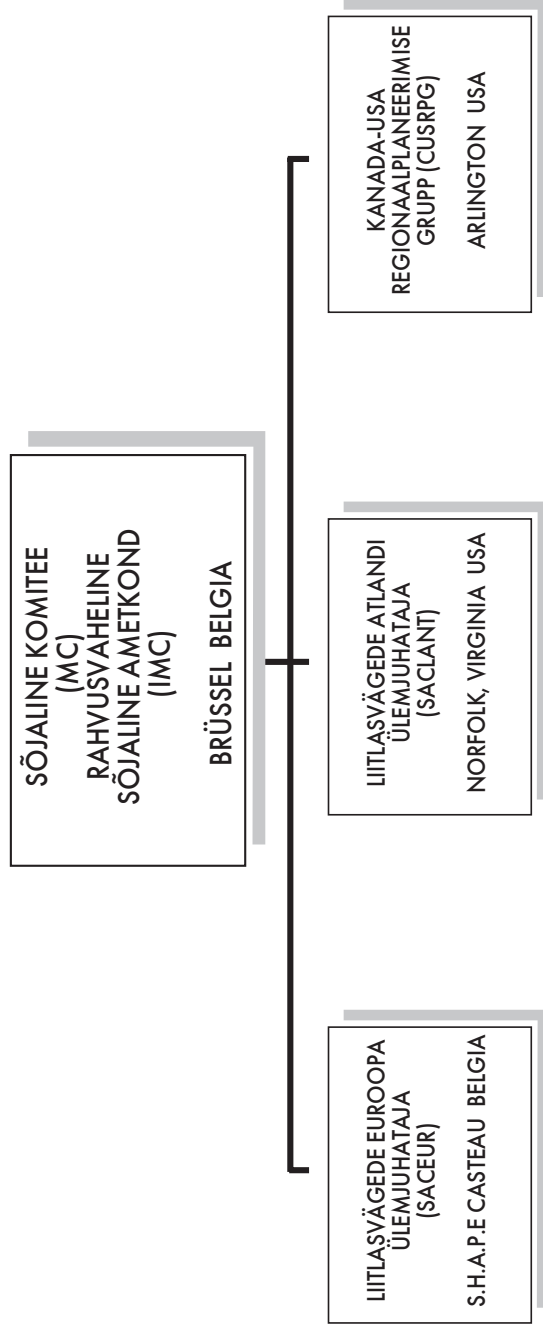 SÕJALINE KOMITEE
(MC)
RAHVUSVAHELINE
SÕJALINE AMETKOND
(IMC)
BRÜSSEL BELGIA
LIITLASVÄGEDE EUROOPA
ÜLEMJUHATAJA
(SACEUR)
S.H.A.P.E CASTEAU BELGIA
LIITLASVÄGEDE ATLANDI
ÜLEMJUHATAJA
(SACLANT)
NORFOLK, VIRGINIA USA
KANADA-USA
REGIONAALPLANEERIMISE
GRUPP (CUSRPG)
ARLINGTON USA